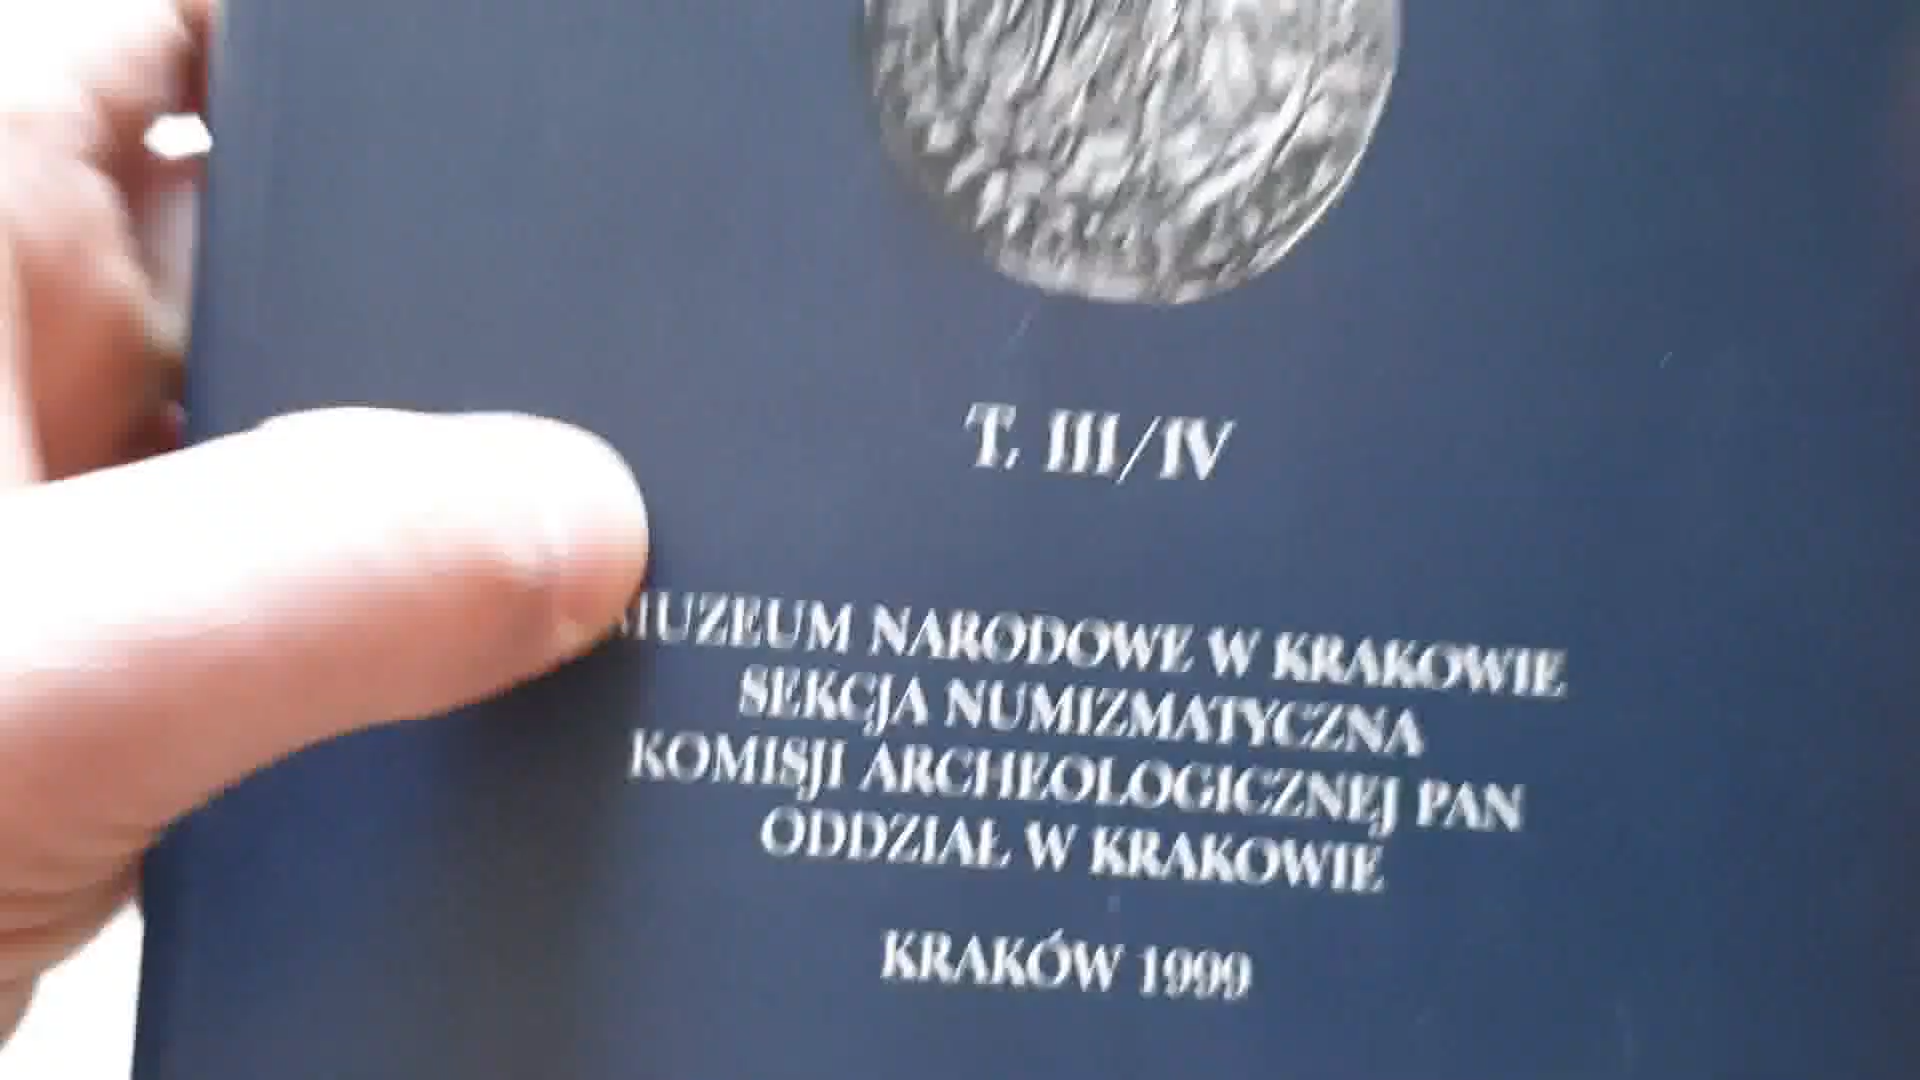 T. III/IV
MUZEUM NARODOWE W KRAKOWIE
SEKCJA NUMIZMATYCZNA
KOMISJI ARCHEOLOGICZNEJ PAN
ODDZIAŁ W KRAKOWIE
KRAKÓW 1999